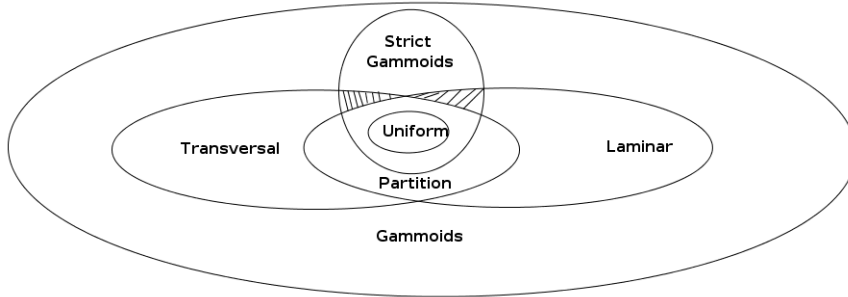 Strict
Gammoids
Uniform
Transversal
Laminar
Partition
Gammoids